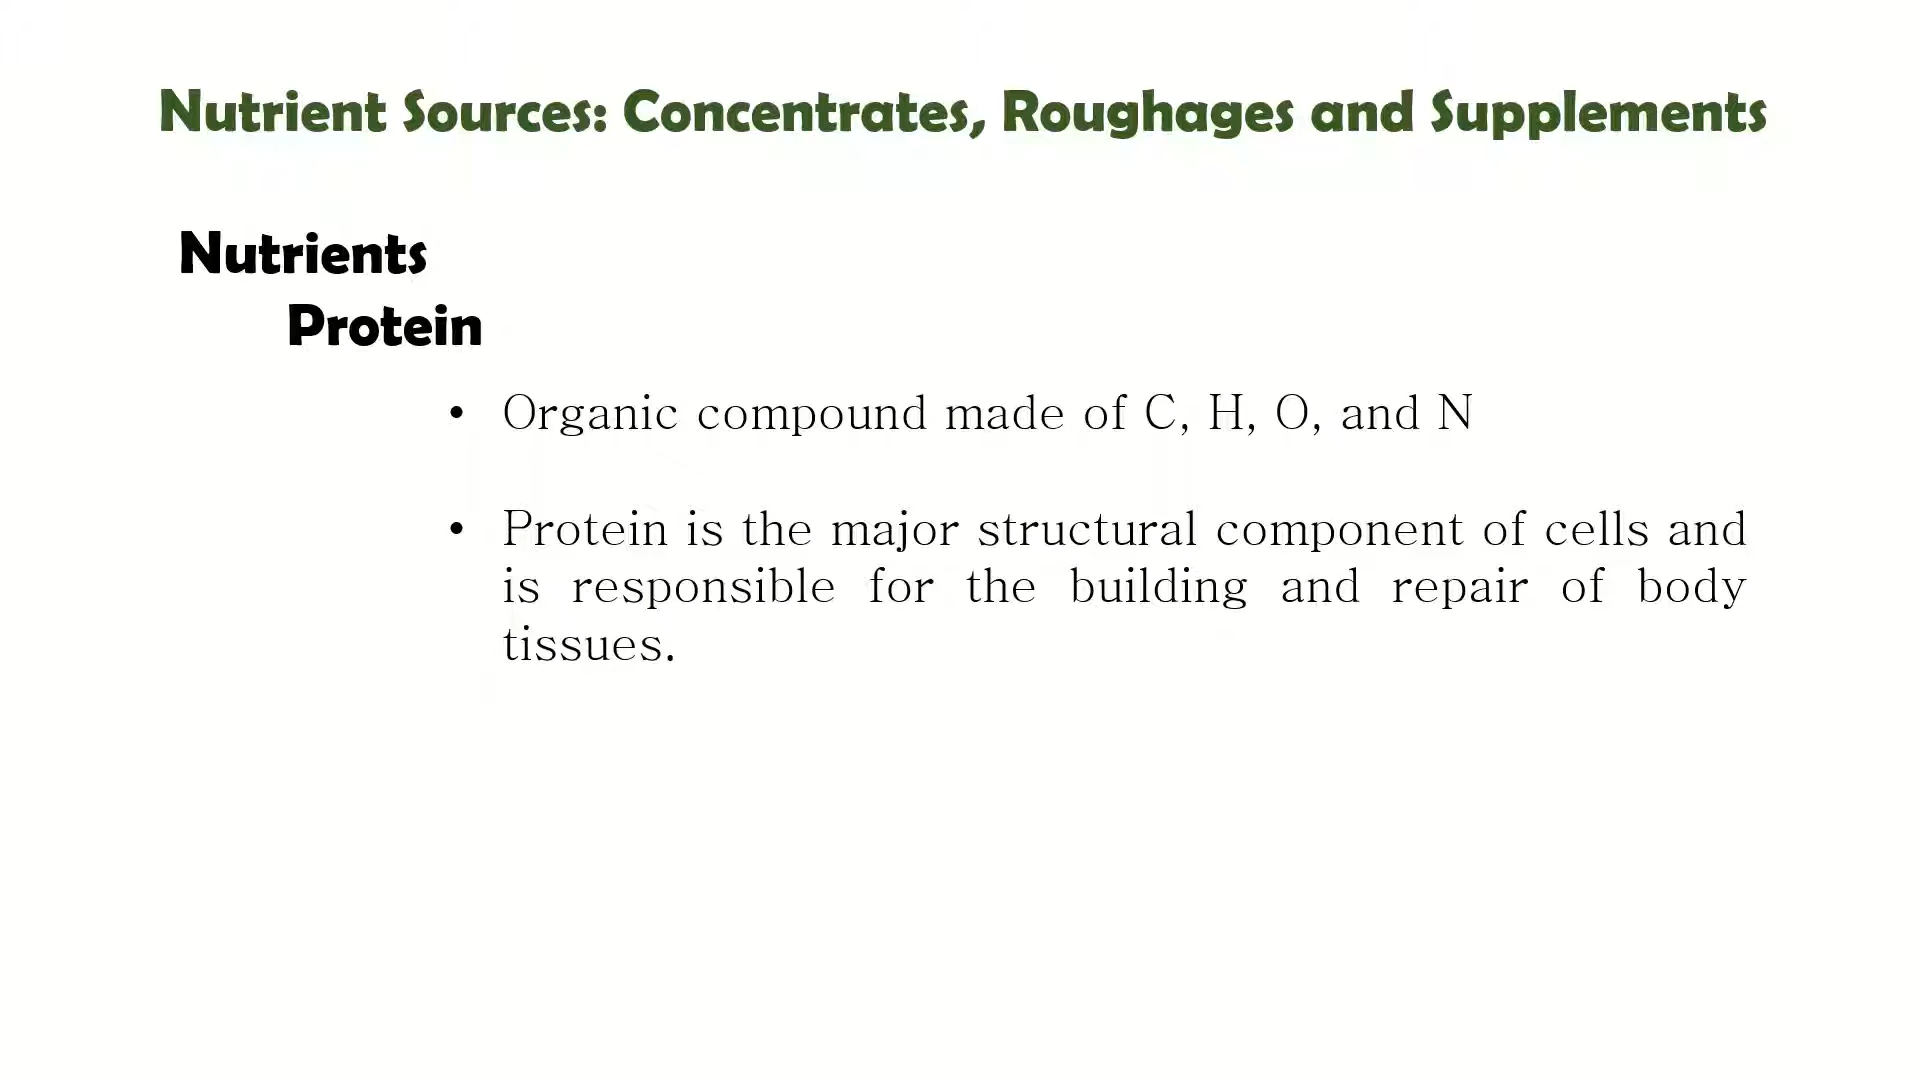 Nutrient Sources: Concentrates, Roughages and Supplements
Nutrients
Protein
• Organic compound made of C, H, O, and N
• Protein is the major structural component of cells and
is responsible for the building and repair of body
tissues.